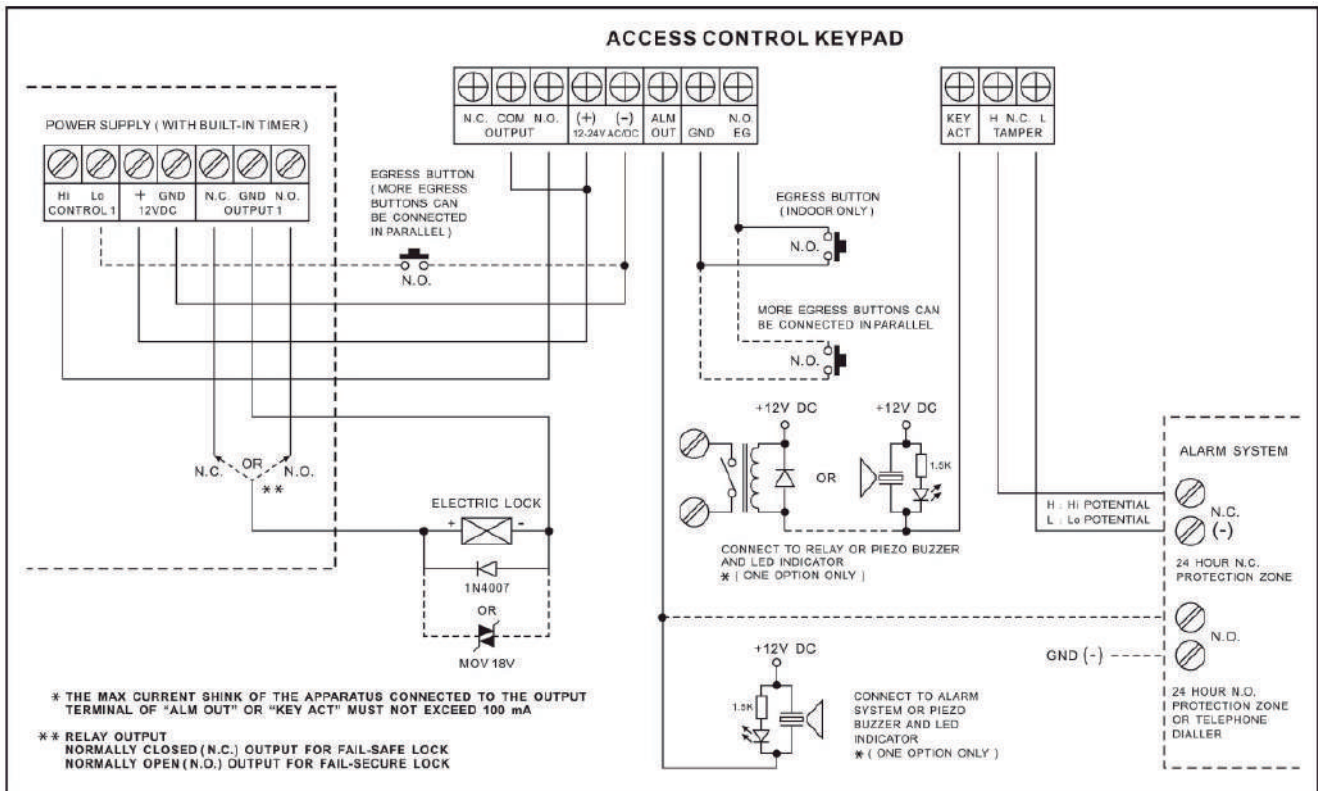 ACCESS CONTROL KEYPAD
N.C. COM N.O. (+) (-) ALM N.O.
OUTPUT 12-24V AC/DC OUT GND EG
KEY H N.C. L
ACT TAMPER
POWER SUPPLY ( WITH BUILT-IN TIMER )
Hi Lo + GND N.C. GND N.O.
CONTROL 1 12VDC OUTPUT 1
EGRESS BUTTON
( MORE EGRESS
BUTTONS CAN
BE CONNECTED
IN PARALLEL )
N.O.
EGRESS BUTTON
( INDOOR ONLY )
N.O.
MORE EGRESS BUTTONS CAN
BE CONNECTED IN PARALLEL
N.O.
+12V DC +12V DC
1.5K
OR
CONNECT TO RELAY OR PIEZO BUZZER
AND LED INDICATOR
* ( ONE OPTION ONLY )
N.C. OR N.O.
**
ELECTRIC LOCK
+ -
1N4007
OR
MOV 18V
ALARM SYSTEM
H : Hi POTENTIAL
L : Lo POTENTIAL
N.C.
(-)
24 HOUR N.C.
PROTECTION ZONE
N.O.
GND (-)
24 HOUR N.O.
PROTECTION ZONE
OR TELEPHONE
DIALLER
+12V DC
1.5K
CONNECT TO ALARM
SYSTEM OR PIEZO
BUZZER AND LED
INDICATOR
* ( ONE OPTION ONLY )
* THE MAX CURRENT SHINK OF THE APPARATUS CONNECTED TO THE OUTPUT
TERMINAL OF "ALM OUT" OR "KEY ACT" MUST NOT EXCEED 100 mA
** RELAY OUTPUT
NORMALLY CLOSED ( N.C. ) OUTPUT FOR FAIL-SAFE LOCK
NORMALLY OPEN ( N.O. ) OUTPUT FOR FAIL-SECURE LOCK